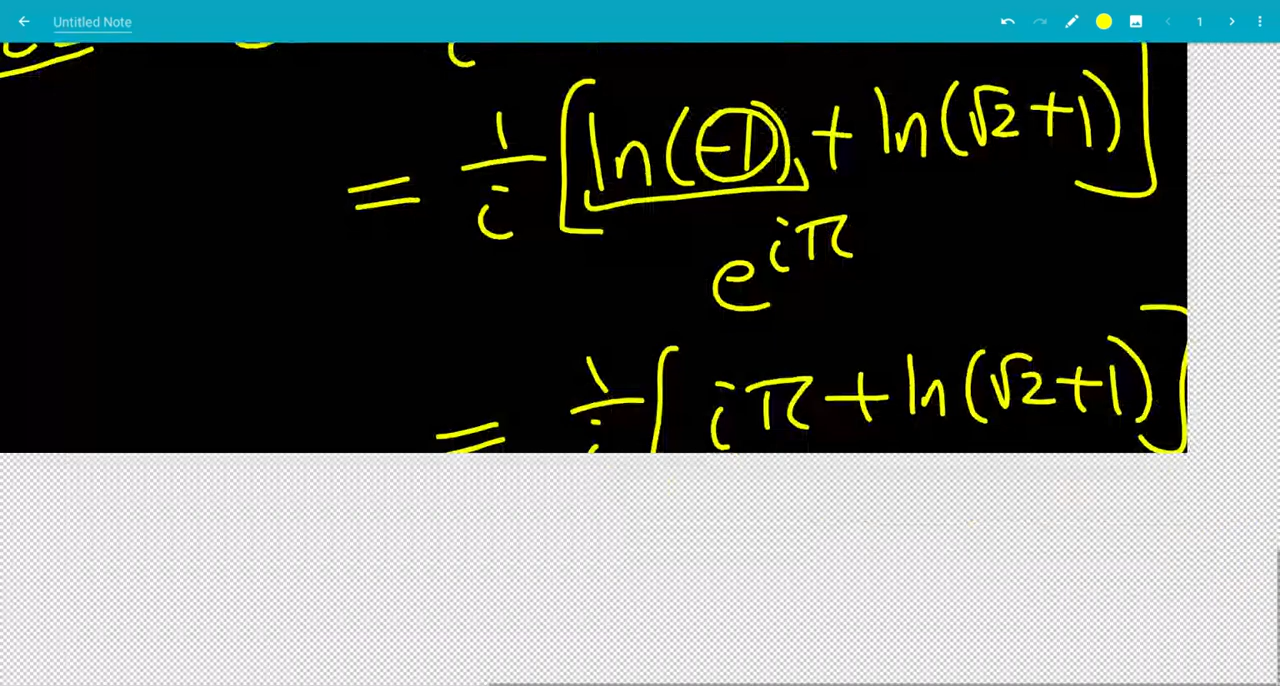 Untitled Note
1
= 1/i [ln(-1) + ln(√2+1)]
e^{iπ}
= 1/i [iπ + ln(√2+1)]